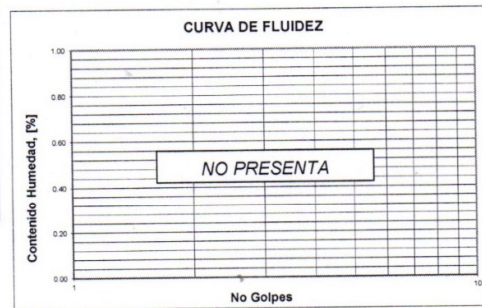 CURVA DE FLUIDEZ
Contenido Humedad, [%]
1.00
0.80
0.60
0.40
0.20
0.00
NO PRESENTA
1
10
No Golpes